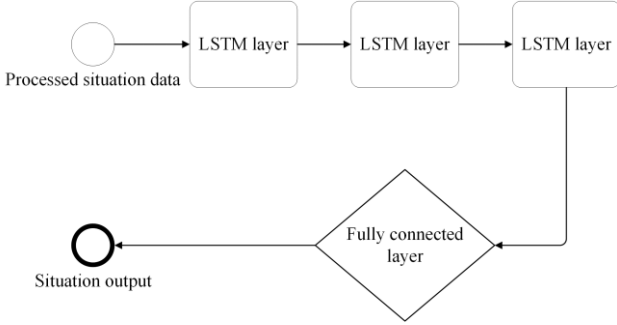 LSTM layer
LSTM layer
LSTM layer
Processed situation data
Fully connected
layer
Situation output